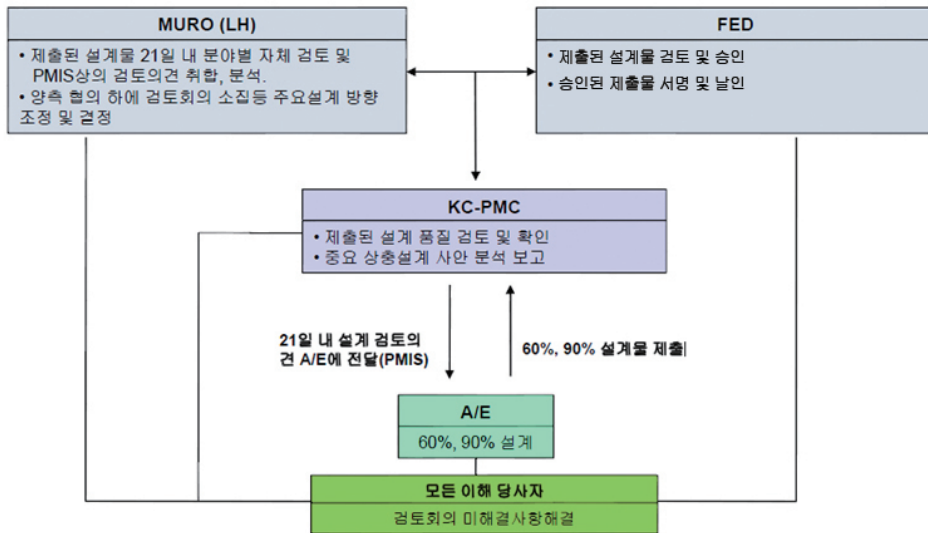 MURO (LH)
• 제출된 설계물 21일 내 분야별 자체 검토 및
PMIS상의 검토의견 취합, 분석.
• 양측 협의 하에 검토회의 소집등 주요설계 방향
조정 및 결정
FED
• 제출된 설계물 검토 및 승인
• 승인된 제출물 서명 및 날인
KC-PMC
• 제출된 설계 품질 검토 및 확인
• 중요 상충설계 사안 분석 보고
21일 내 설계 검토의
견 A/E에 전달(PMIS)
60%, 90% 설계물 제출
A/E
60%, 90% 설계
모든 이해 당사자
검토회의 미해결사항해결